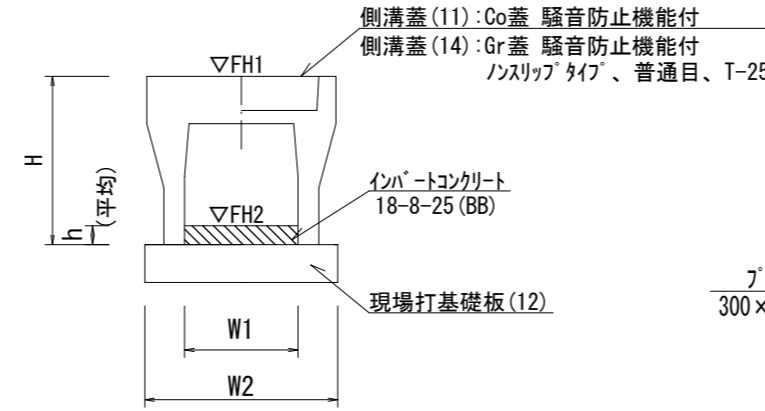 側溝蓋(11):Co蓋 騒音防止機能付
側溝蓋(14):Gr蓋 騒音防止機能付
ﾉﾝｽﾘｯﾌﾟﾀｲﾌﾟ、普通目、T-25
▽FH1
H
h
(平均)
▽FH2
ｲﾝﾊﾞｰﾄコンクリート
18-8-25(BB)
現場打基礎板(12)
W1
W2
ﾌﾟ
300×